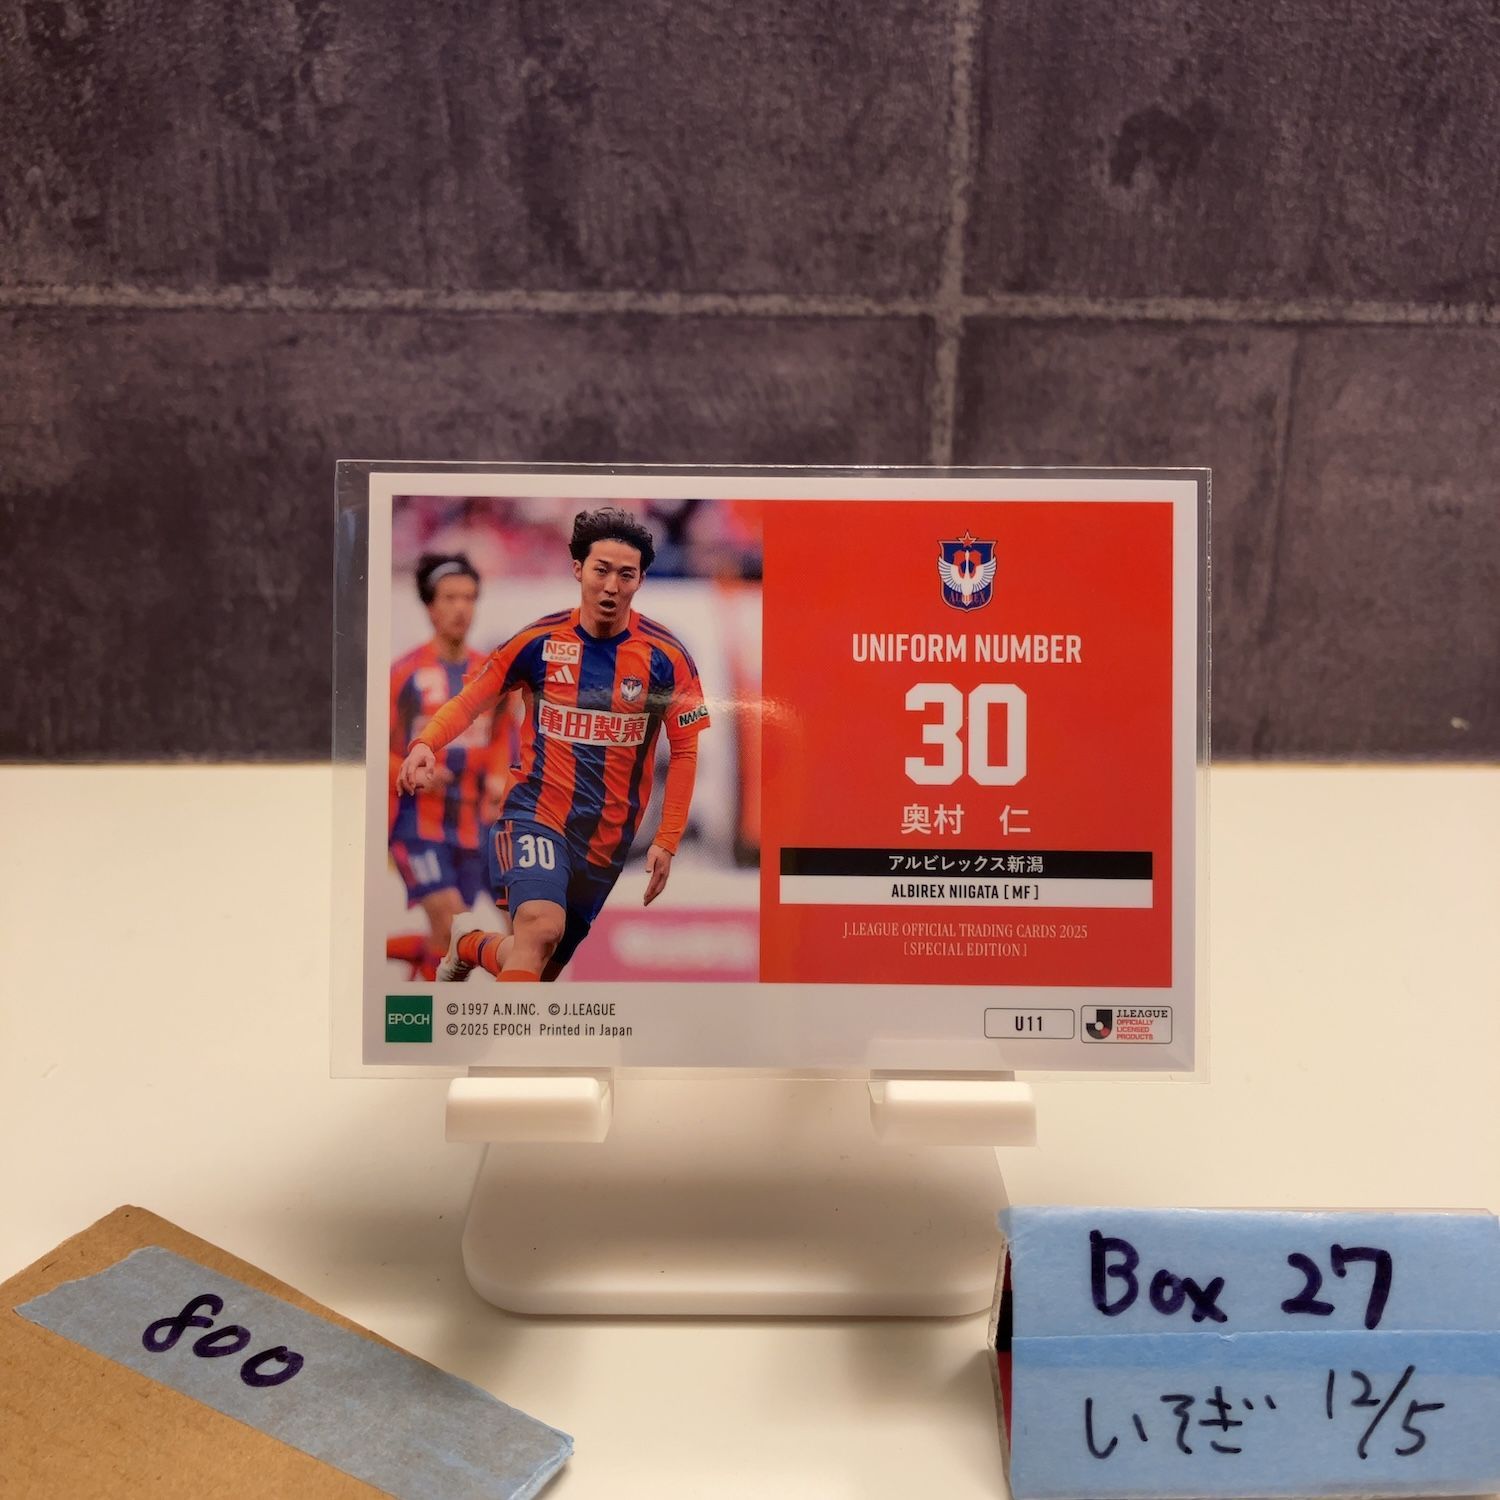 NSG
GROUP
亀田製菓
30
ALBIREX
UNIFORM NUMBER
30
奥村 仁
アルビレックス新潟
ALBIREX NIIGATA [ MF ]
J.LEAGUE OFFICIAL TRADING CARDS 2025
[ SPECIAL EDITION ]
EPOCH
©1997 A.N.INC. ©J.LEAGUE
©2025 EPOCH Printed in Japan
U11
J.LEAGUE
OFFICIALLY
LICENSED
PRODUCTS
800
Box 27
いそぎ 12/5